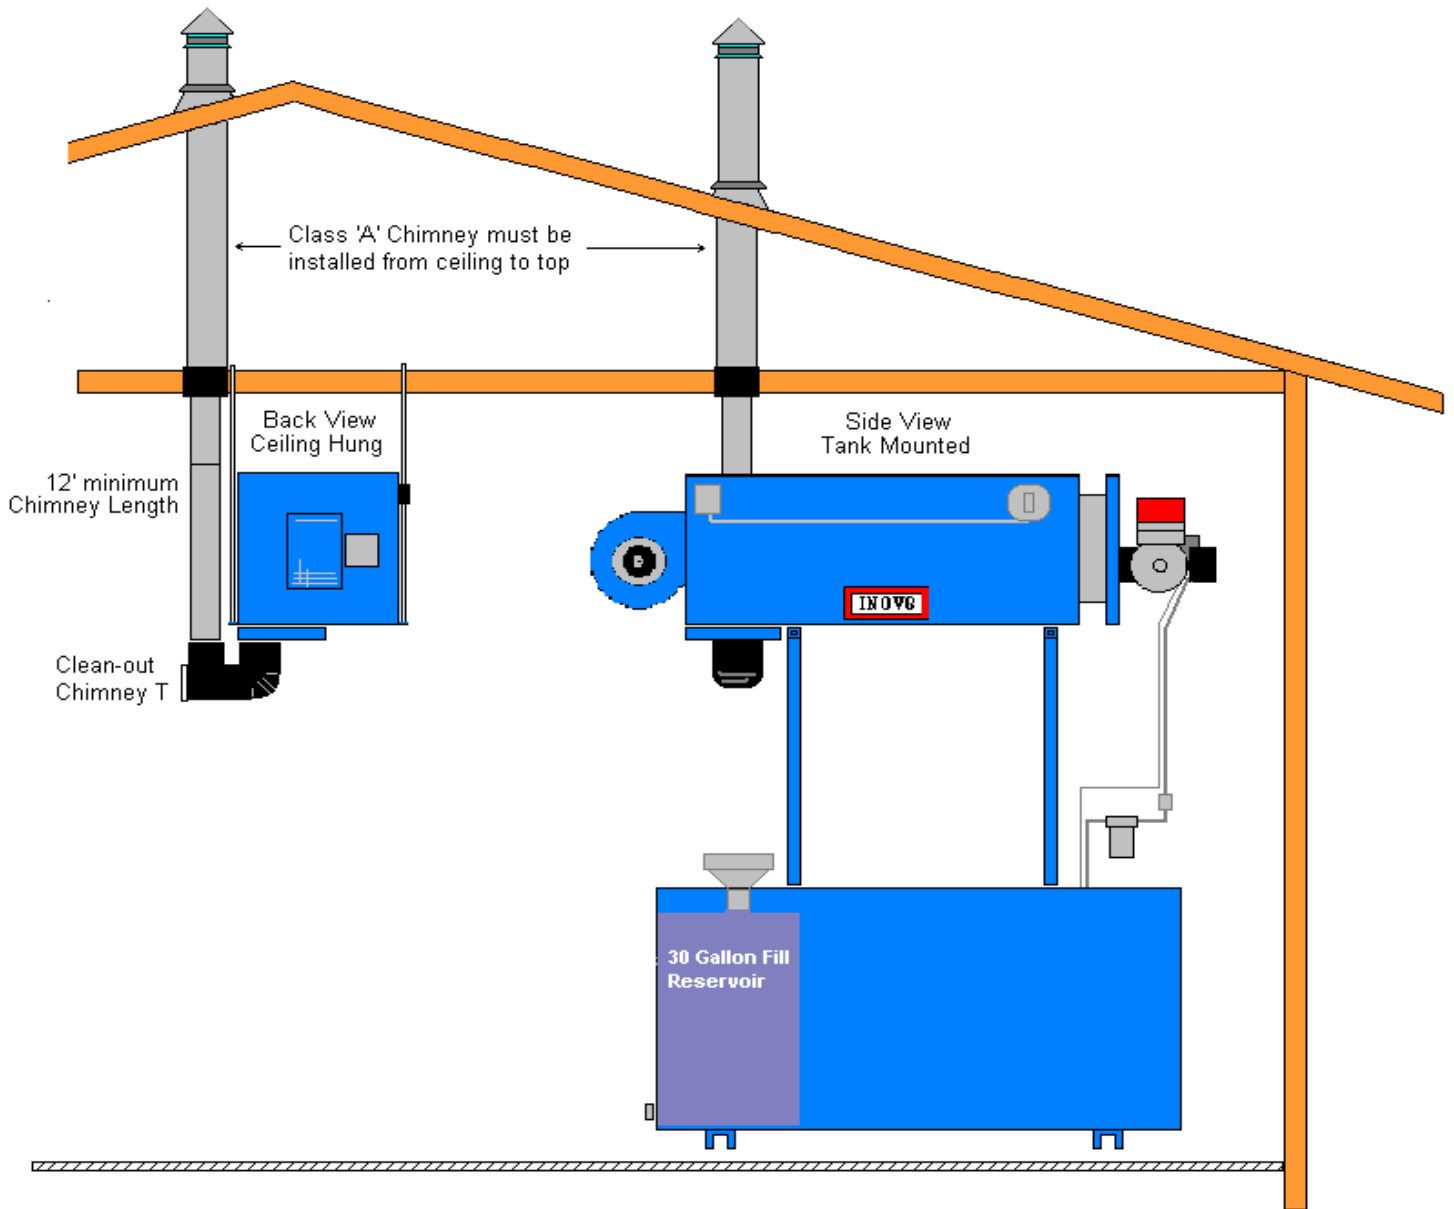 Class 'A' Chimney must be
installed from ceiling to top
Back View
Ceiling Hung
Side View
Tank Mounted
12' minimum
Chimney Length
INOVG
Clean-out
Chimney T
30 Gallon Fill
Reservoir